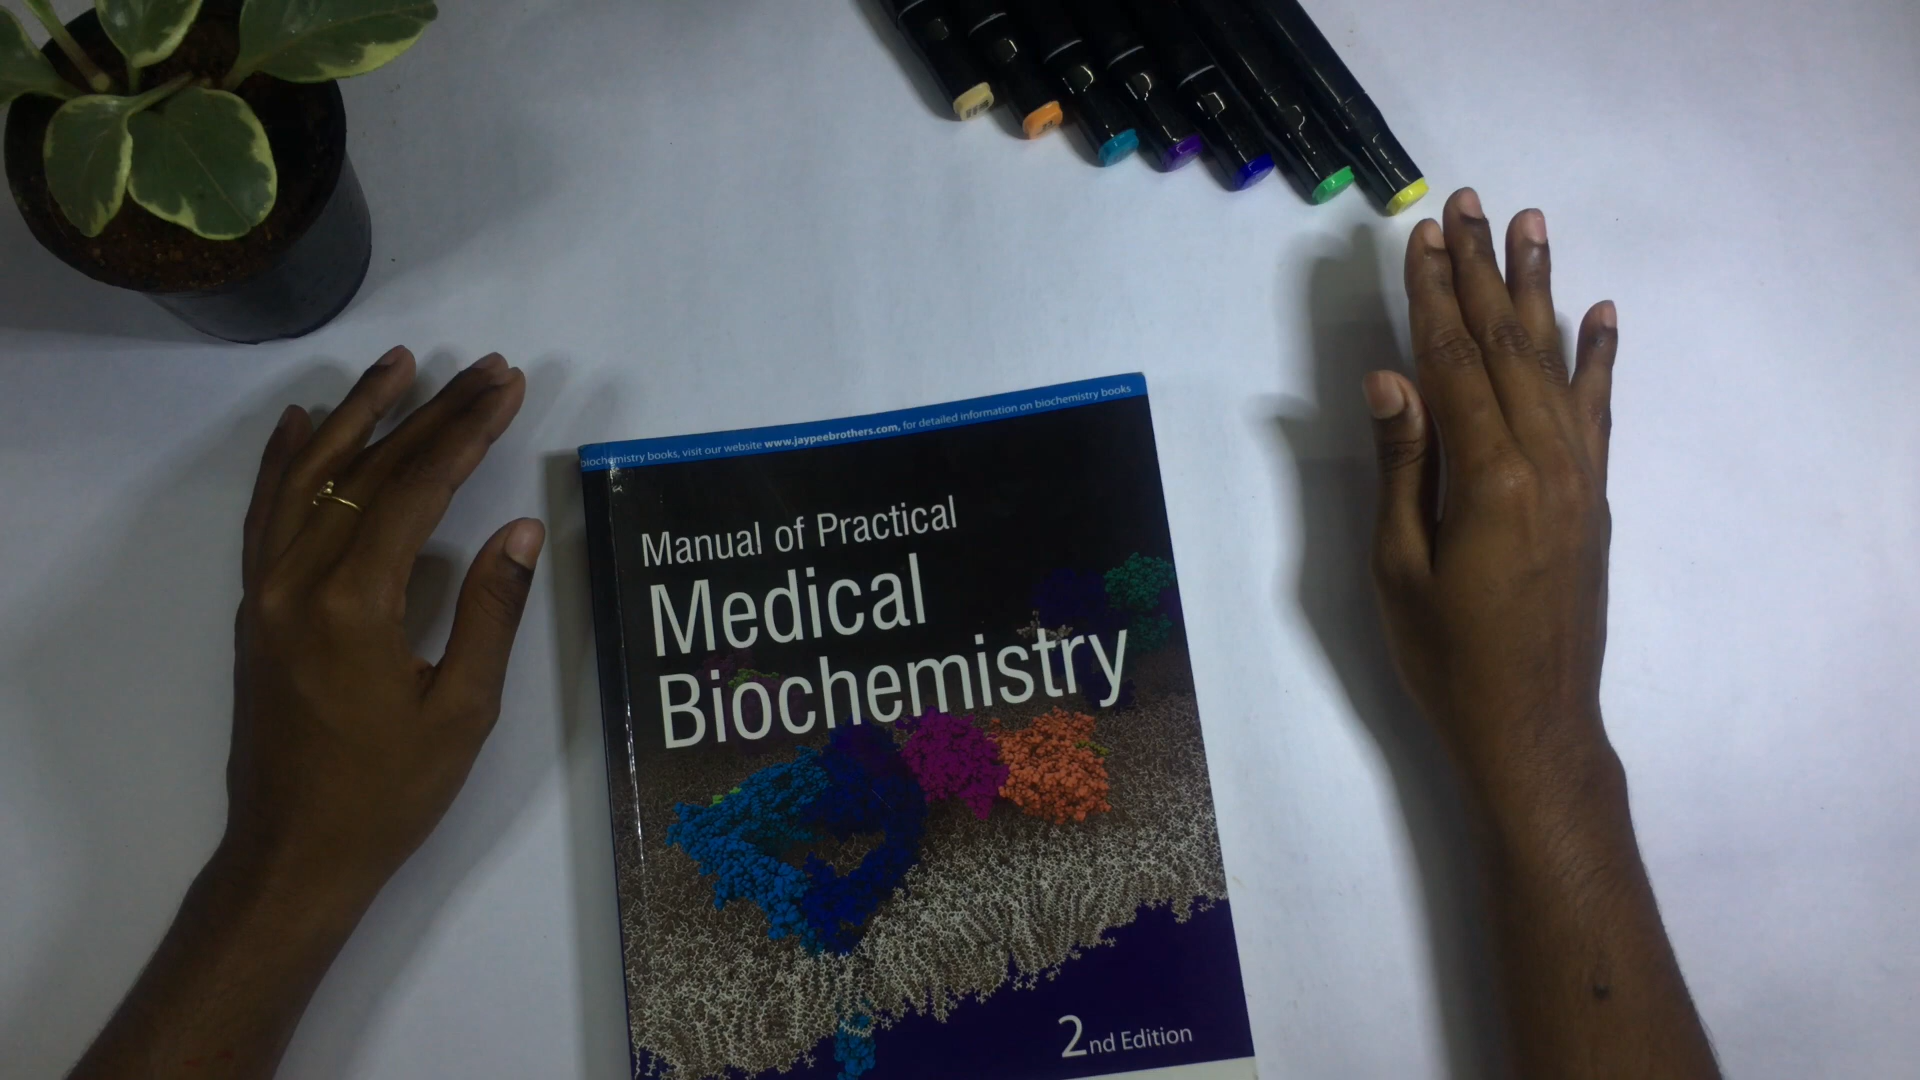 biochemistry books, visit our website www.jaypeebrothers.com, for detailed information on biochemistry books
Manual of Practical
Medical
Biochemistry
2nd Edition